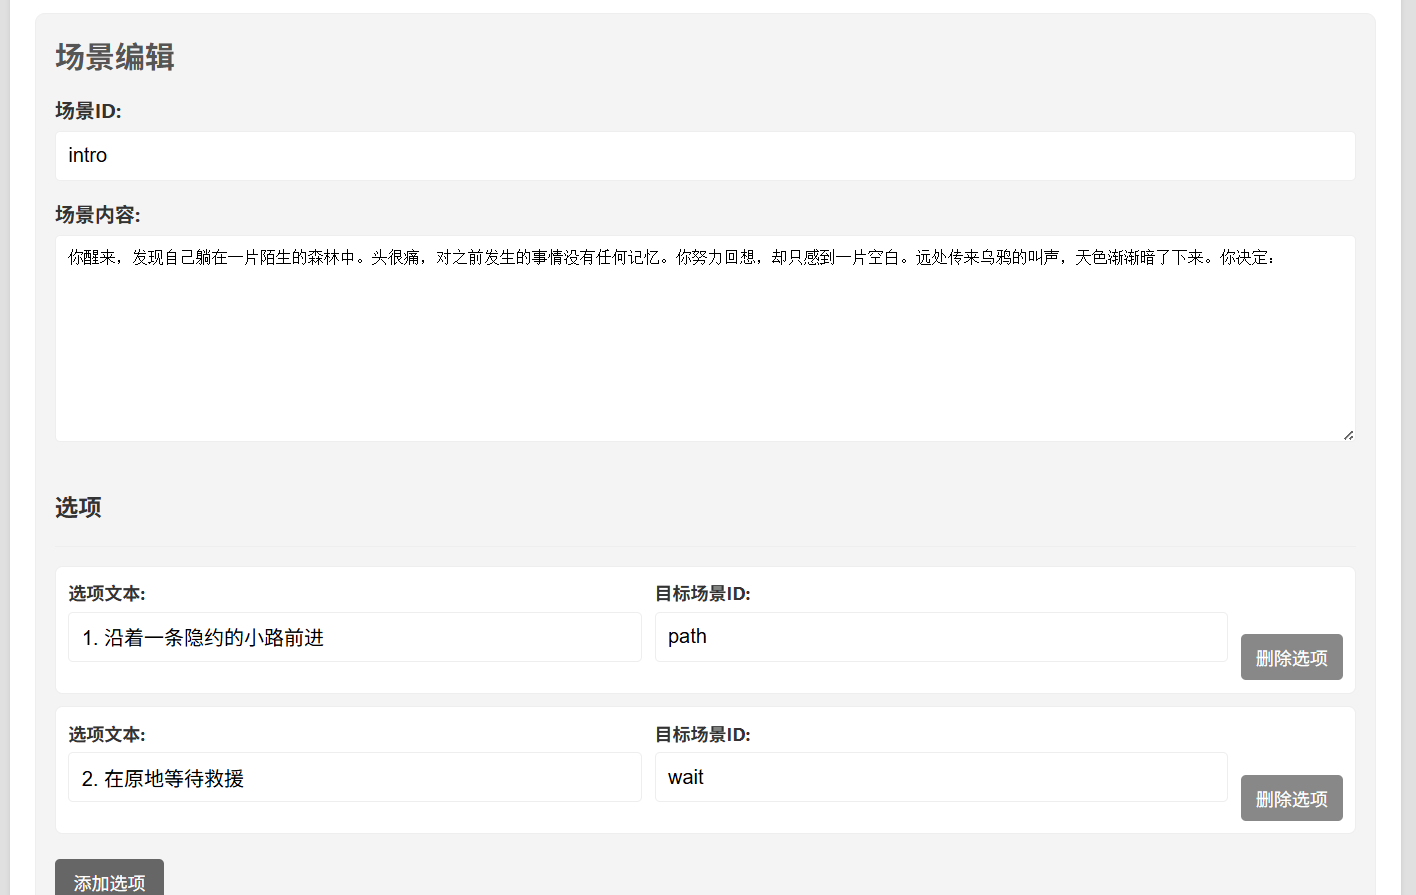 场景编辑
场景ID:
intro
场景内容:
你醒来，发现自己躺在一片陌生的森林中。头很痛，对之前发生的事情没有任何记忆。你努力回想，却只感到一片空白。远处传来乌鸦的叫声，天色渐渐暗了下来。你决定：
选项
选项文本:
目标场景ID:
1. 沿着一条隐约的小路前进
path
删除选项
选项文本:
目标场景ID:
2. 在原地等待救援
wait
删除选项
添加选项